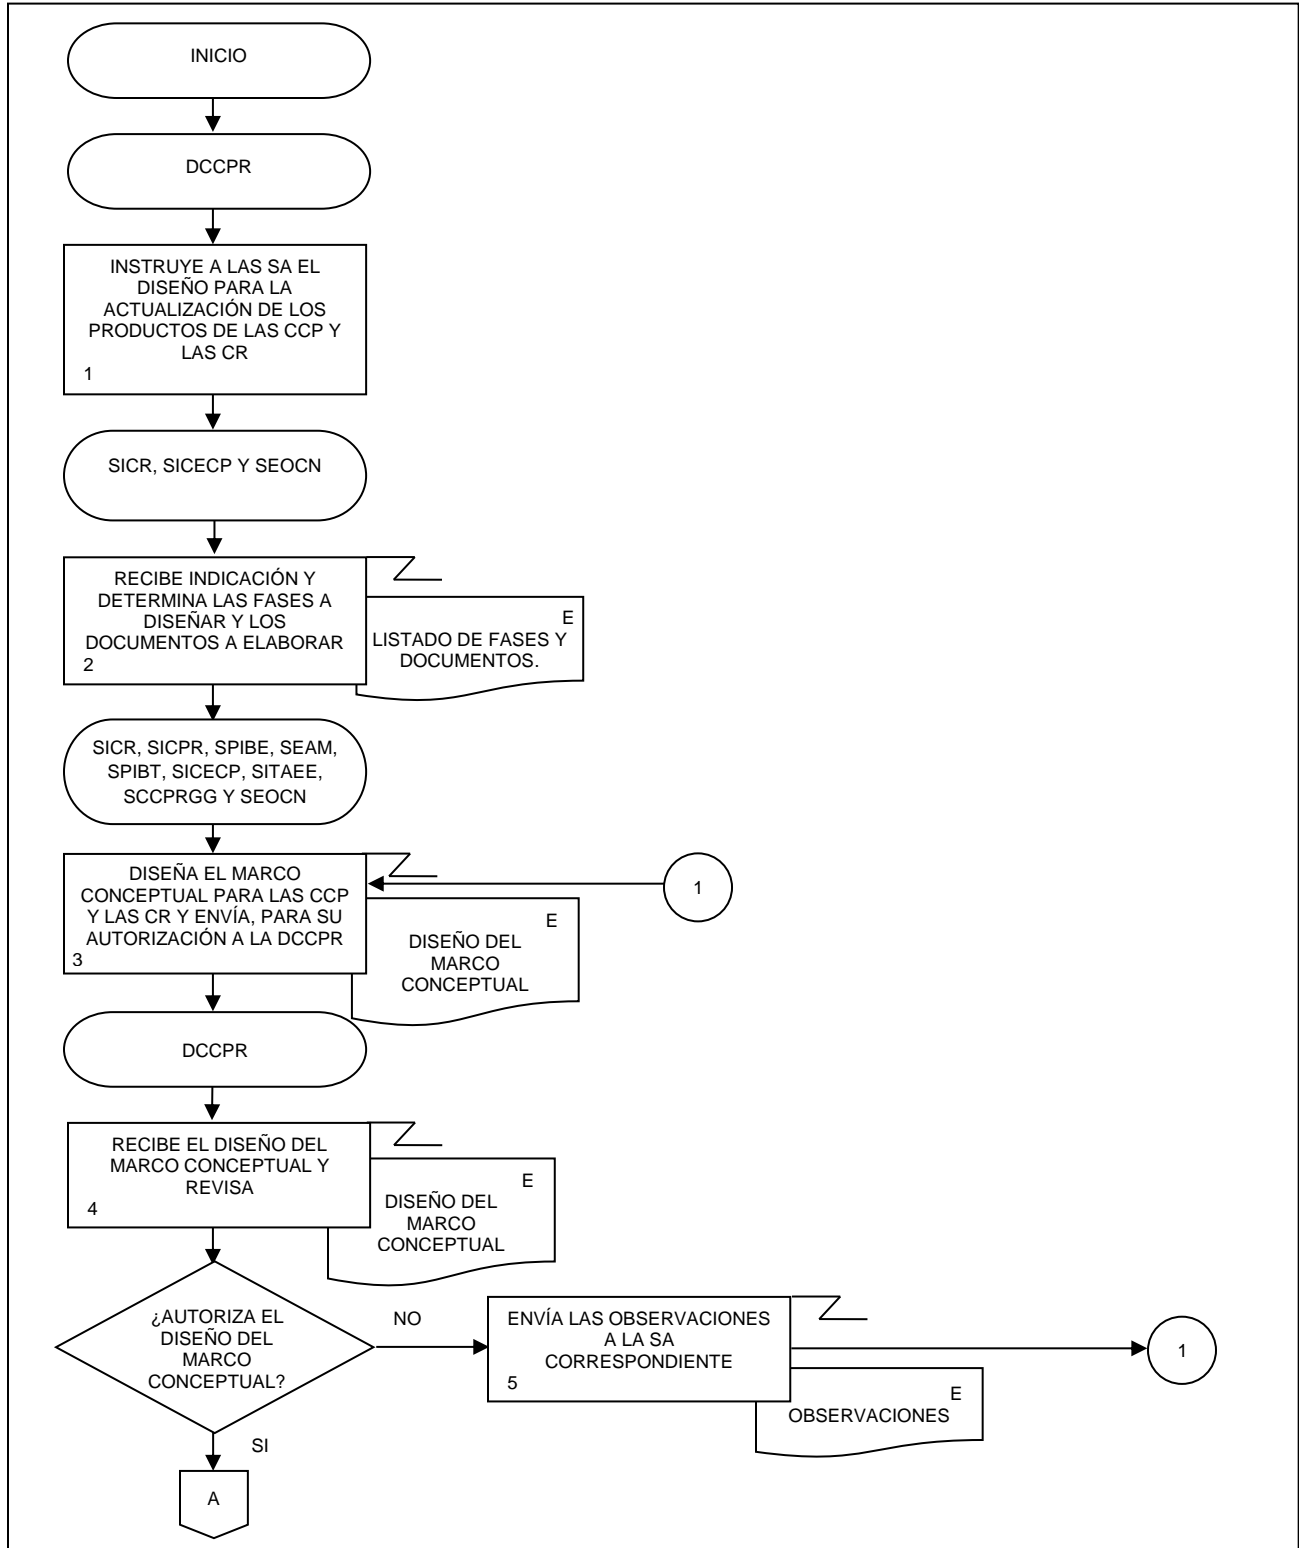 INICIO
DCCPR
INSTRUYE A LAS SA EL
DISEÑO PARA LA
ACTUALIZACIÓN DE LOS
PRODUCTOS DE LAS CCP Y
LAS CR
1
SICR, SICECP Y SEOCN
RECIBE INDICACIÓN Y
DETERMINA LAS FASES A
DISEÑAR Y LOS
DOCUMENTOS A ELABORAR
2
E
LISTADO DE FASES Y
DOCUMENTOS.
SICR, SICPR, SPIBE, SEAM,
SPIBT, SICECP, SITAEE,
SCCPRGG Y SEOCN
DISEÑA EL MARCO
CONCEPTUAL PARA LAS CCP
Y LAS CR Y ENVÍA, PARA SU
AUTORIZACIÓN A LA DCCPR
3
1
E
DISEÑO DEL
MARCO
CONCEPTUAL
DCCPR
RECIBE EL DISEÑO DEL
MARCO CONCEPTUAL Y
REVISA
4
E
DISEÑO DEL
MARCO
CONCEPTUAL
¿AUTORIZA EL
DISEÑO DEL
MARCO
CONCEPTUAL?
NO
ENVÍA LAS OBSERVACIONES
A LA SA
CORRESPONDIENTE
5
1
E
OBSERVACIONES
SI
A